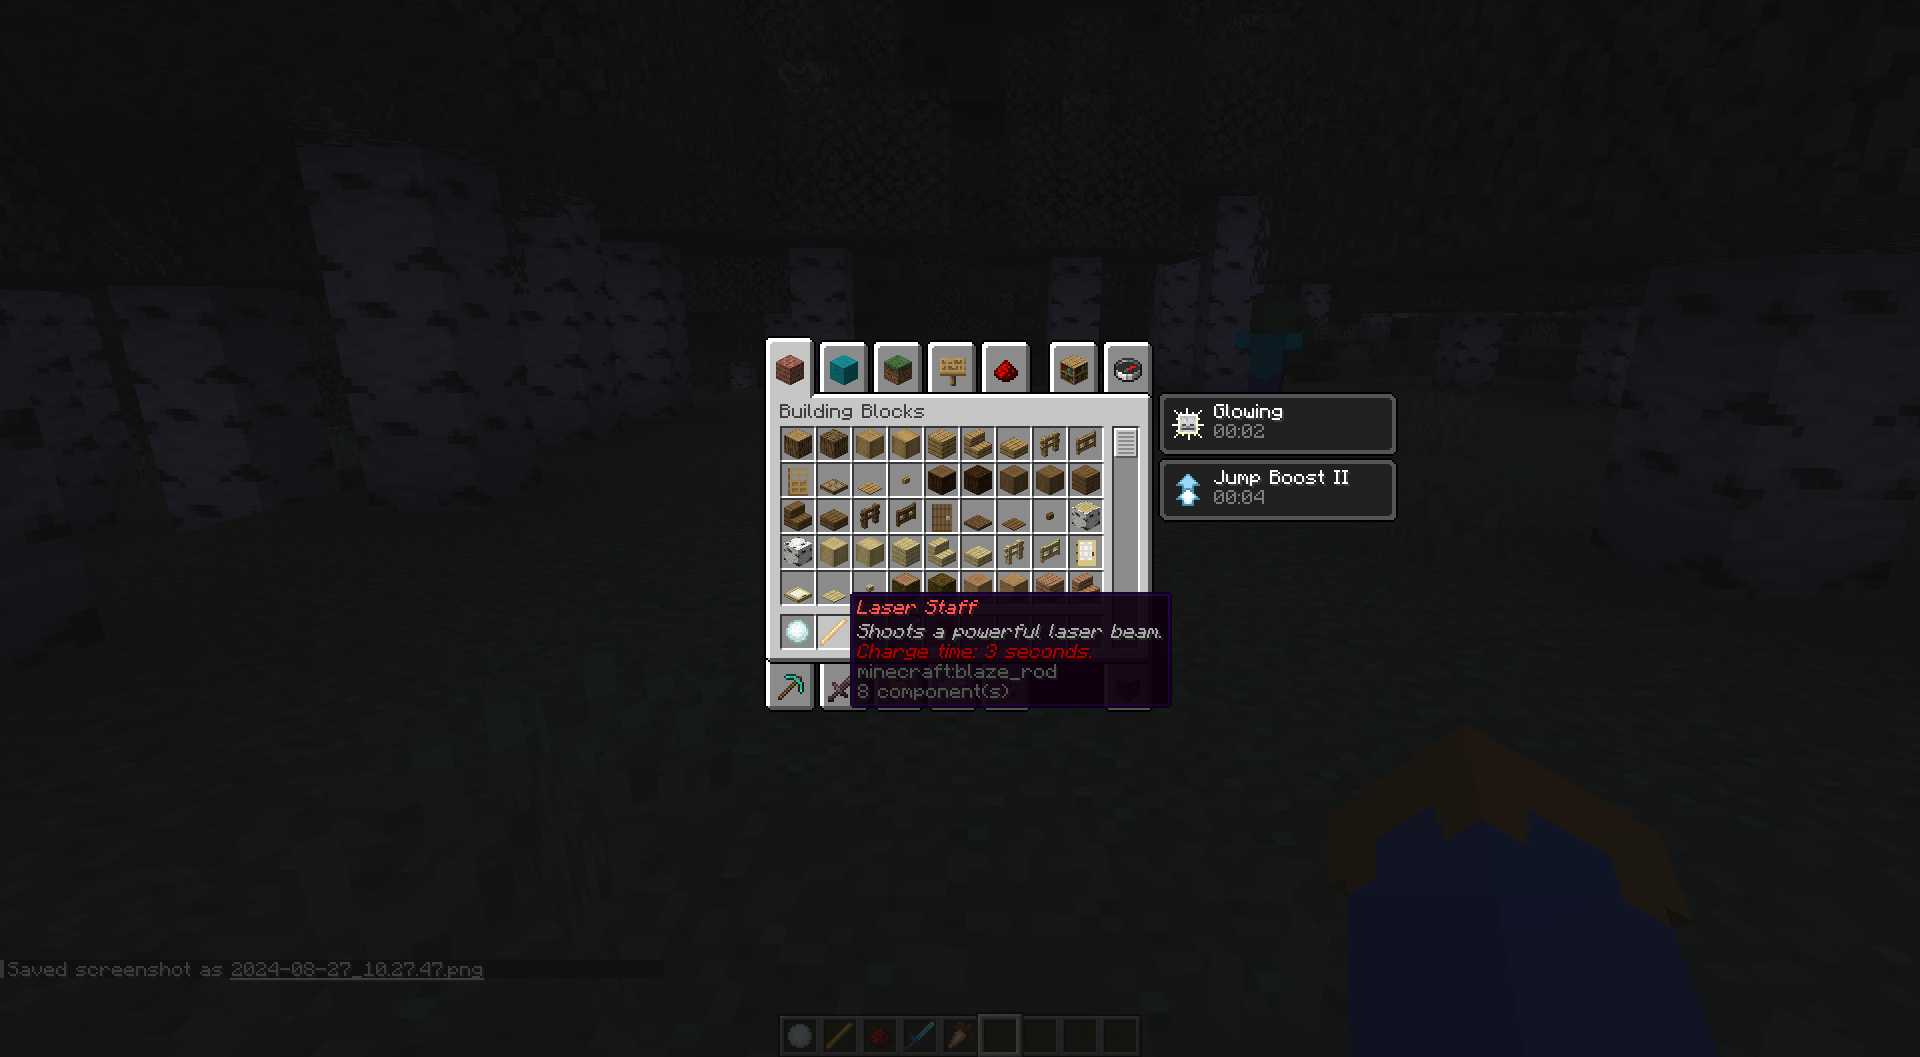 Building Blocks
Glowing
00:02
Jump Boost II
00:04
Laser Staff
Shoots a powerful laser beam.
Charge time: 3 seconds.
minecraft:blaze_rod
8 component(s)
Saved screenshot as 2024-08-27_10.27.47.png